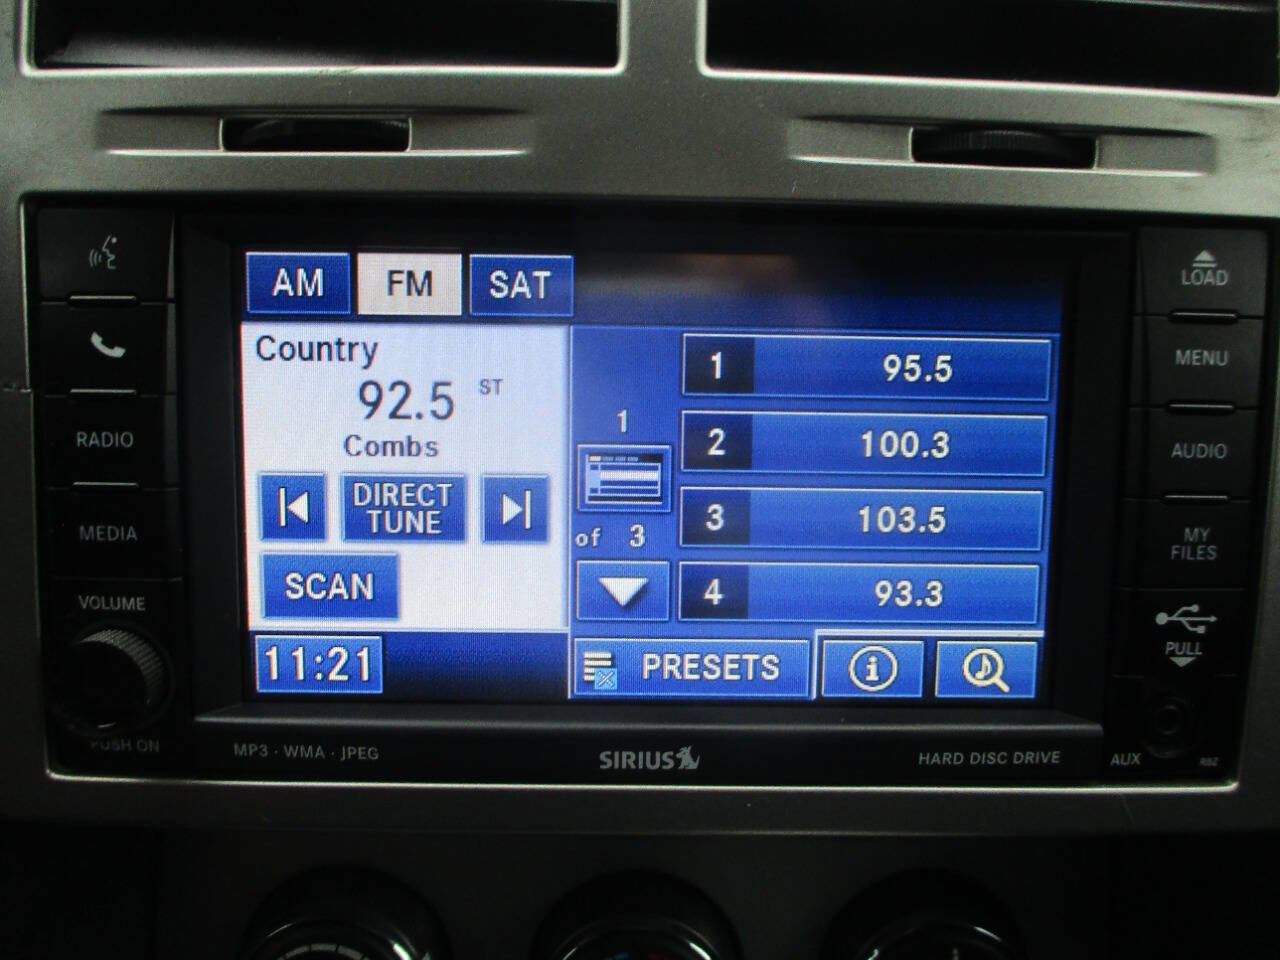 AM FM SAT
Country
92.5 ST
Combs
DIRECT
TUNE
SCAN
11:21
1
of 3
1 95.5
2 100.3
3 103.5
4 93.3
PRESETS
RADIO
MEDIA
VOLUME
PUSH ON
LOAD
MENU
AUDIO
MY
FILES
PULL
AUX
RBZ
MP3 · WMA · JPEG
SIRIUS
HARD DISC DRIVE